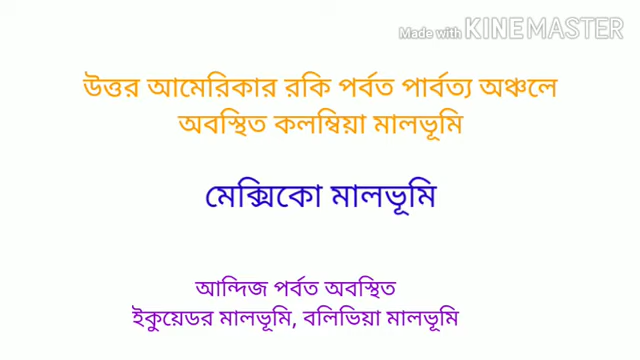 Made with KINEMASTER
উত্তর আমেরিকার রকি পর্বত পার্বত্য অঞ্চলে
অবস্থিত কলম্বিয়া মালভূমি
মেক্সিকো মালভূমি
আন্দিজ পর্বত অবস্থিত
ইকুয়েডর মালভূমি, বলিভিয়া মালভূমি